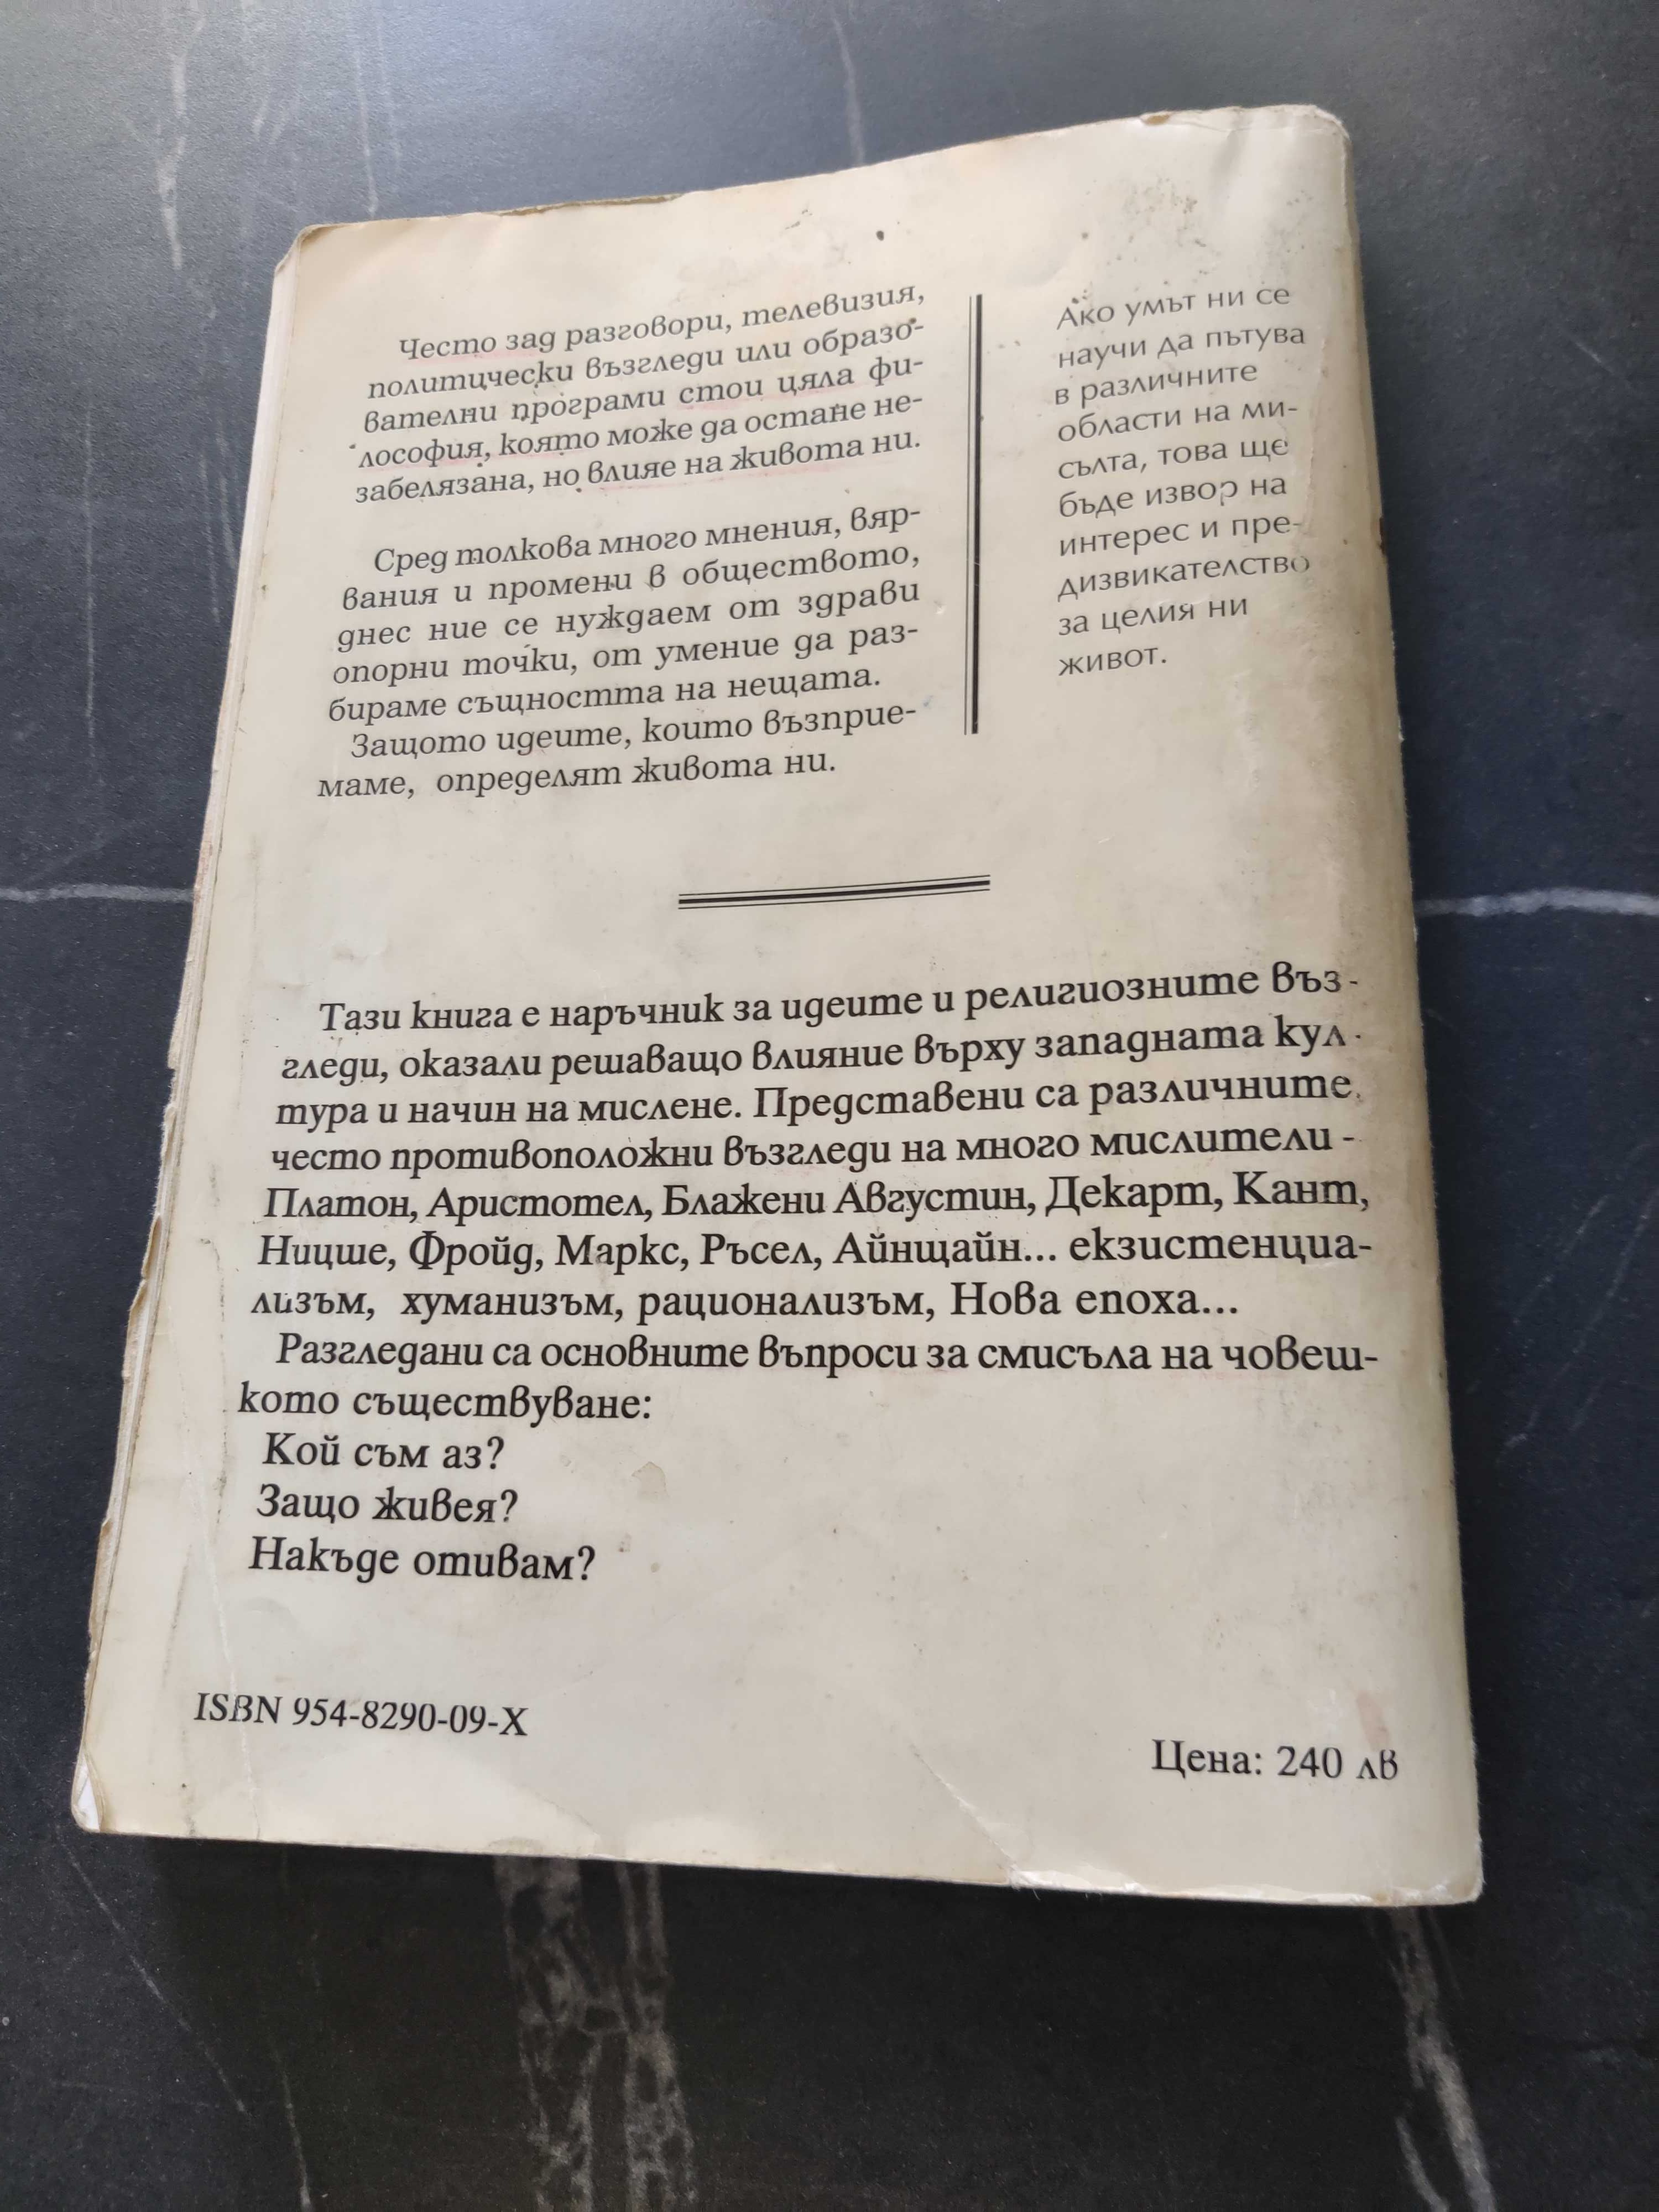 Често зад разговори, телевизия,
политически възгледи или образо-
вателни програми стои цяла фи-
лософия, която може да остане не-
забелязана, но влияе на живота ни.
Сред толкова много мнения, вяр-
вания и промени в обществото,
днес ние се нуждаем от здрави
опорни точки, от умение да раз-
бираме същността на нещата.
Защото идеите, които възприе-
маме, определят живота ни.
Ако умът ни се
научи да пътува
в различните
области на ми-
сълта, това ще
бъде извор на
интерес и пре-
дизвикателство
за целия ни
живот.
Тази книга е наръчник за идеите и религиозните въз-
гледи, оказали решаващо влияние върху западната кул-
тура и начин на мислене. Представени са различните,
често противоположни възгледи на много мислители -
Платон, Аристотел, Блажени Августин, Декарт, Кант,
Ницше, Фройд, Маркс, Ръсел, Айнщайн... екзистенциа-
лизъм, хуманизъм, рационализъм, Нова епоха...
Разгледани са основните въпроси за смисъла на човеш-
кото съществуване:
Кой съм аз?
Защо живея?
Накъде отивам?
ISBN 954-8290-09-X
Цена: 240 лв